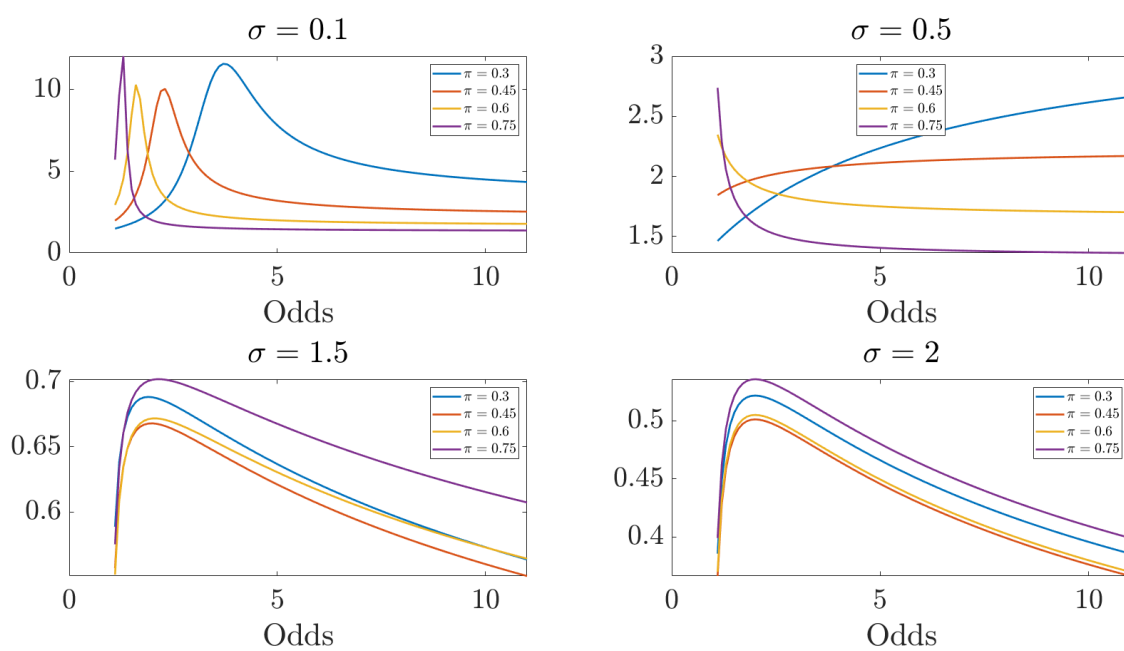 σ = 0.1
10
5
0
0
5
10
Odds
π = 0.3
π = 0.45
π = 0.6
π = 0.75
σ = 0.5
3
2.5
2
1.5
0
5
10
Odds
π = 0.3
π = 0.45
π = 0.6
π = 0.75
σ = 1.5
0.7
0.65
0.6
0
5
10
Odds
π = 0.3
π = 0.45
π = 0.6
π = 0.75
σ = 2
0.5
0.45
0.4
0
5
10
Odds
π = 0.3
π = 0.45
π = 0.6
π = 0.75